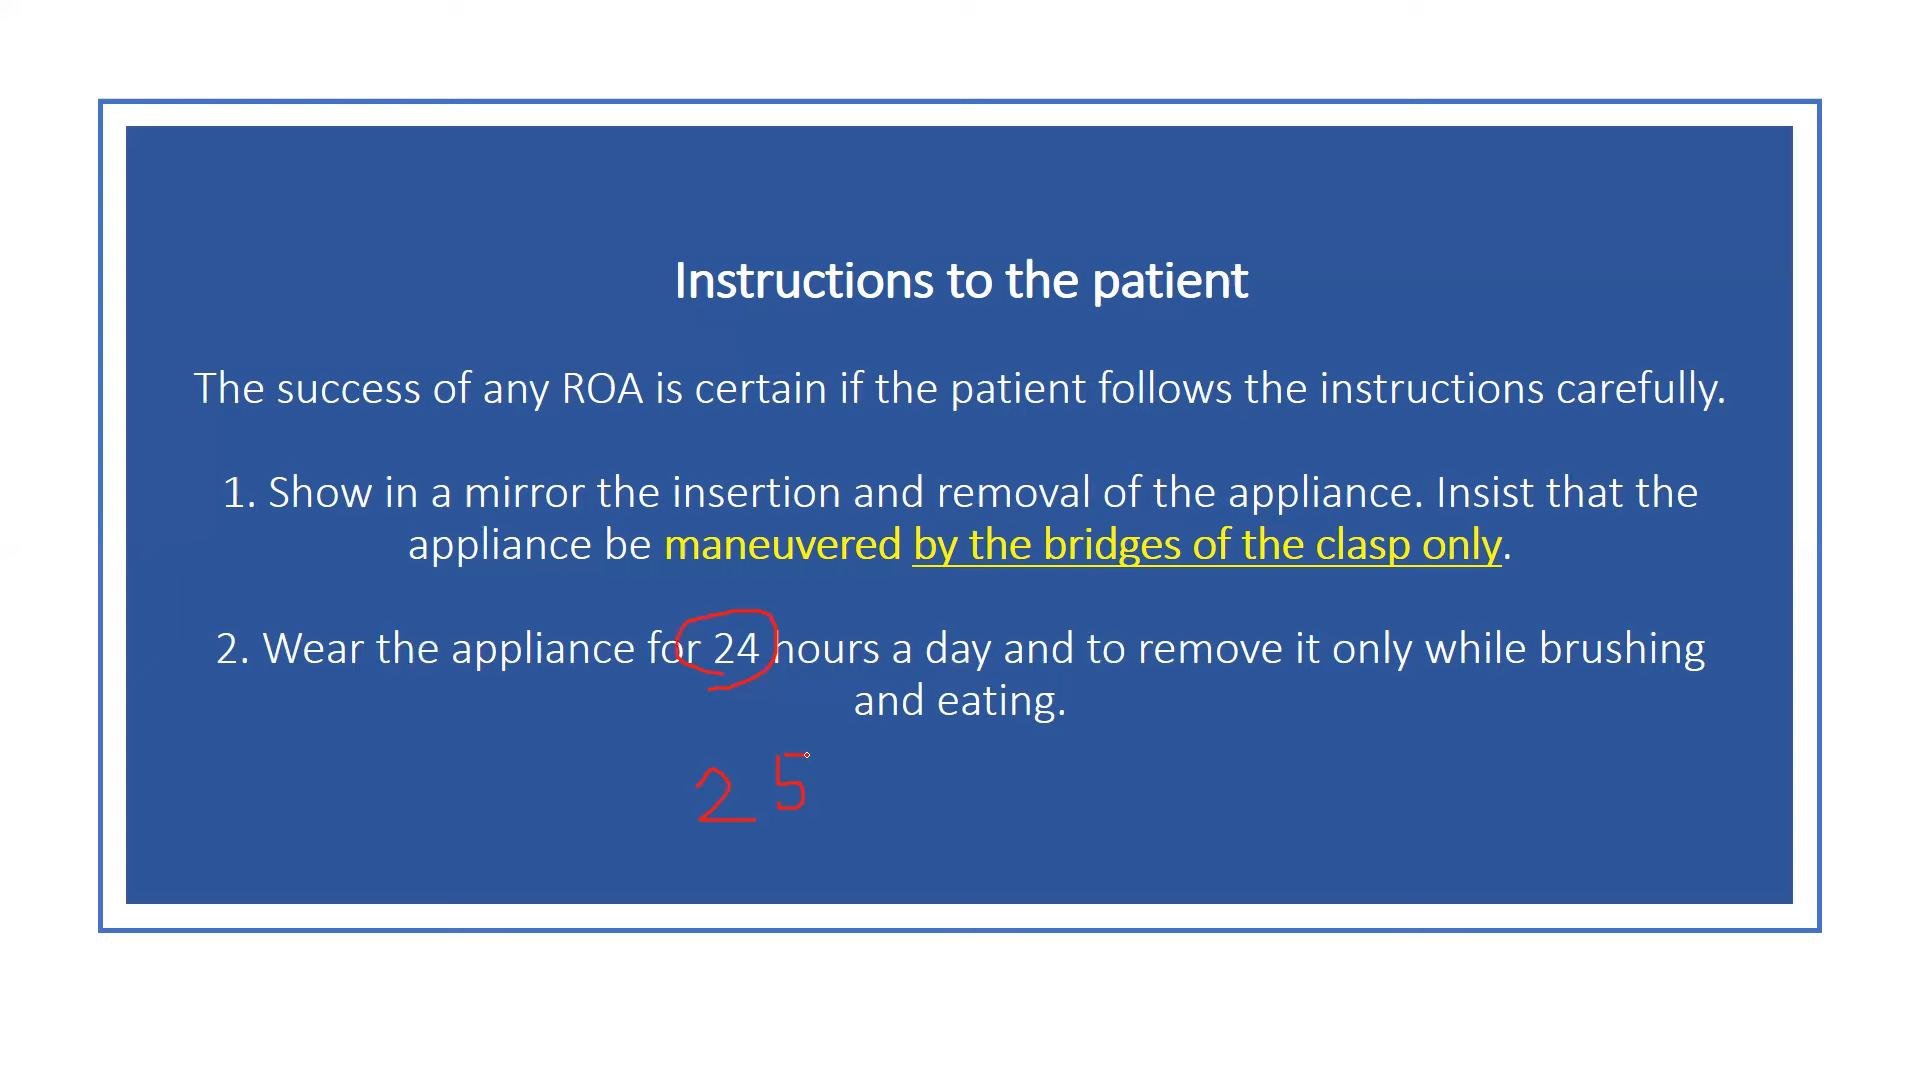 Instructions to the patient
The success of any ROA is certain if the patient follows the instructions carefully.
1. Show in a mirror the insertion and removal of the appliance. Insist that the
appliance be maneuvered by the bridges of the clasp only.
2. Wear the appliance for 24 hours a day and to remove it only while brushing
and eating.
25